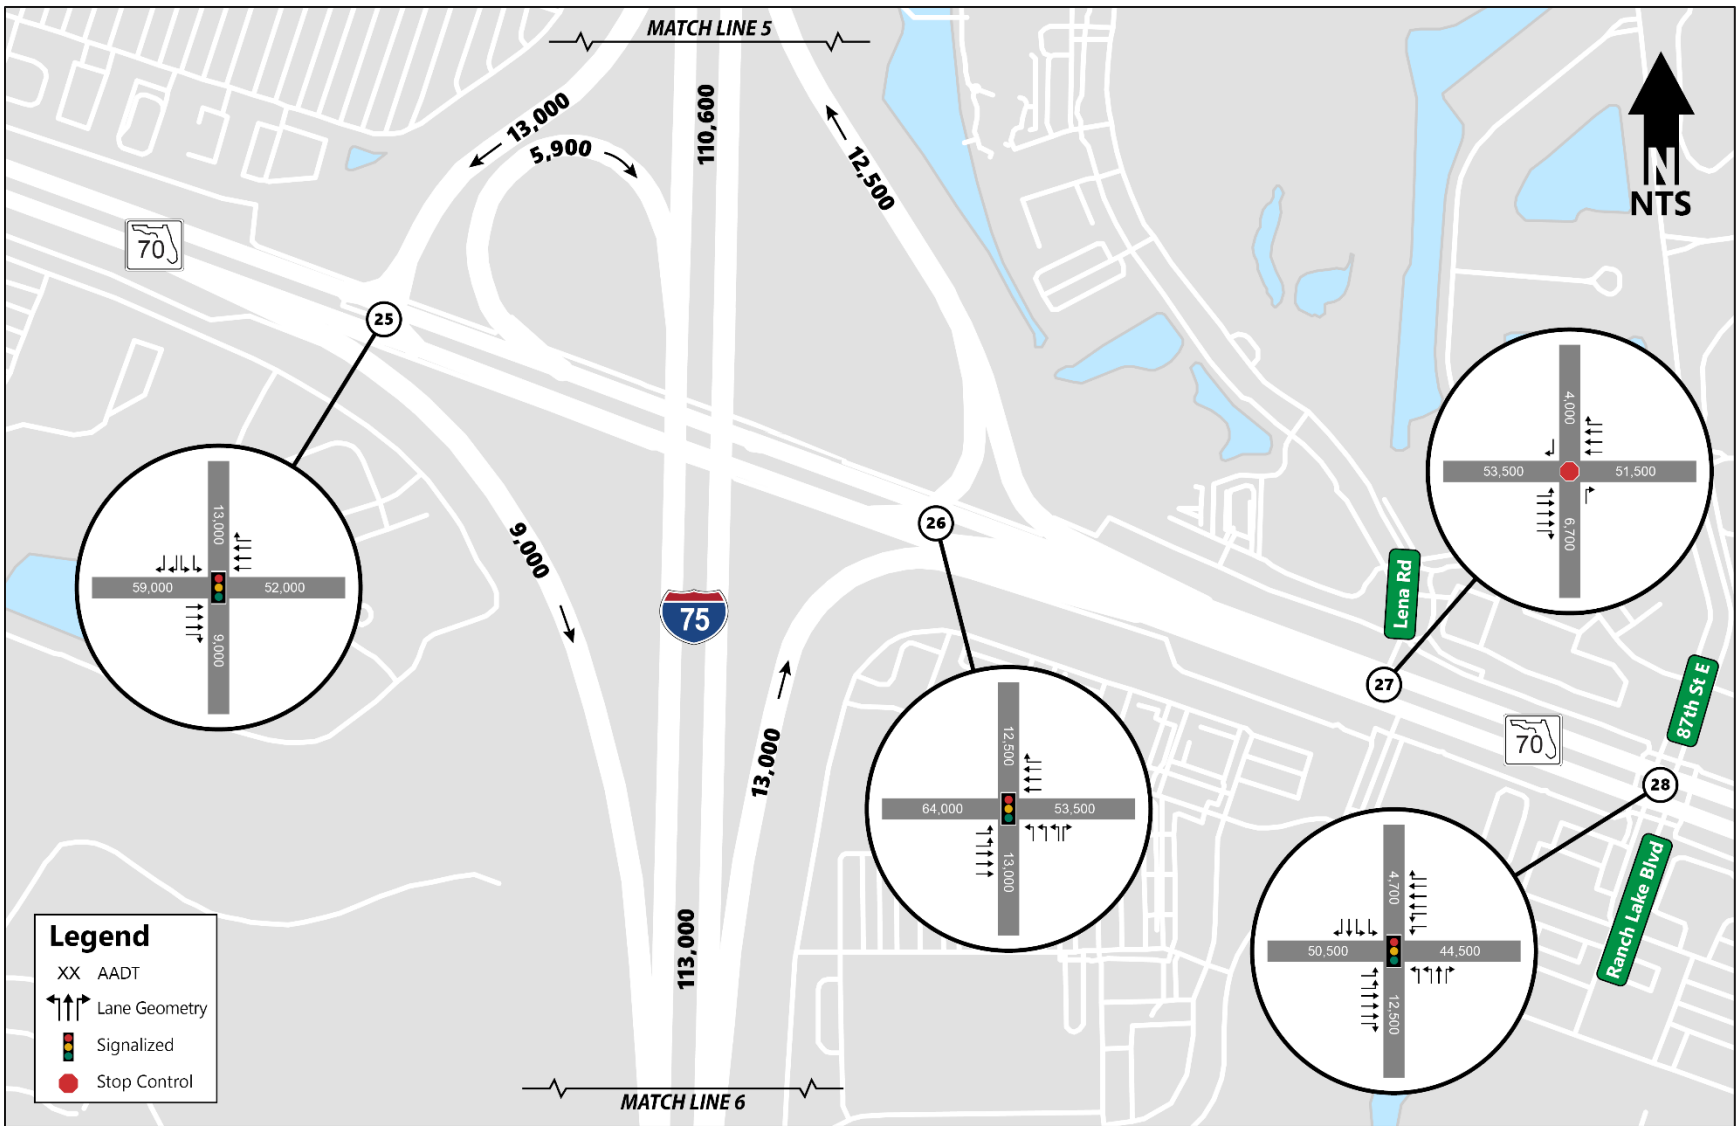 MATCH LINE 5
13,000
5,900
110,600
12,500
N
NTS
70
25
26
27
28
13,000
59,000
52,000
9,000
9,000
75
13,000
113,000
12,500
64,000
53,500
13,000
4,000
53,500
51,500
6,700
Lena Rd
87th St E
70
Ranch Lake Blvd
4,700
50,500
44,500
12,500
Legend
XX AADT
Lane Geometry
Signalized
Stop Control
MATCH LINE 6